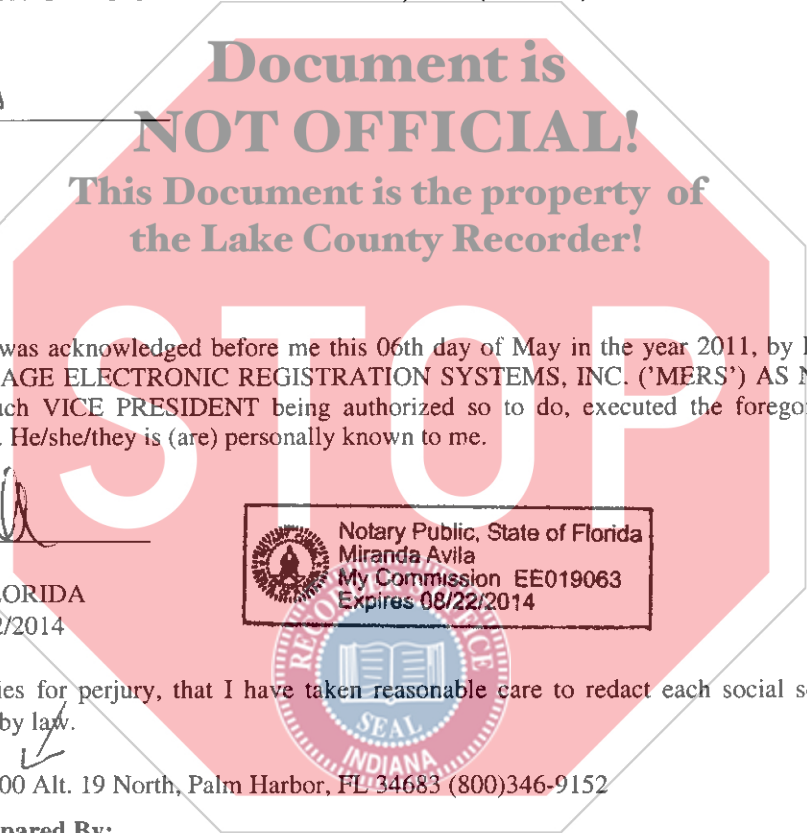 Document is
NOT OFFICIAL!
This Document is the property of
the Lake County Recorder!
STOP
was acknowledged before me this 06th day of May in the year 2011, by
AGE ELECTRONIC REGISTRATION SYSTEMS, INC. ('MERS') AS
uch VICE PRESIDENT being authorized so to do, executed the forego
. He/she/they is (are) personally known to me.
Notary Public, State of Florida
Miranda Avila
My Commission EE019063
Expires 08/22/2014
LORIDA
2/2014
RECORDER'S OFFICE
SEAL
INDIANA
ies for perjury, that I have taken reasonable care to redact each social s
by law.
00 Alt. 19 North, Palm Harbor, FL 34683 (800)346-9152
pared By: